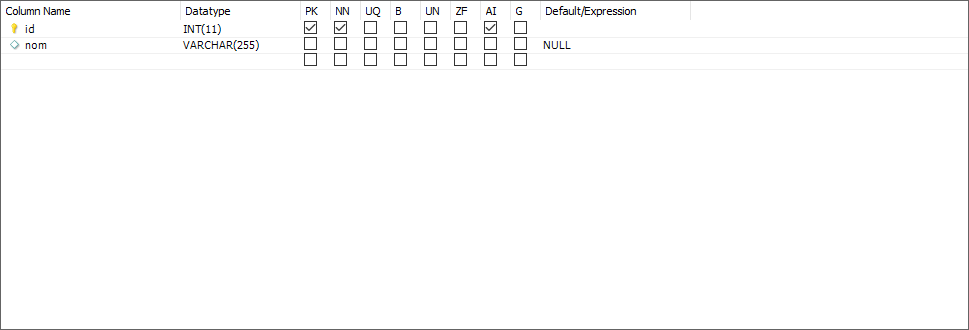 Column Name Datatype PK NN UQ B UN ZF AI G Default/Expression
id INT(11)
nom VARCHAR(255) NULL